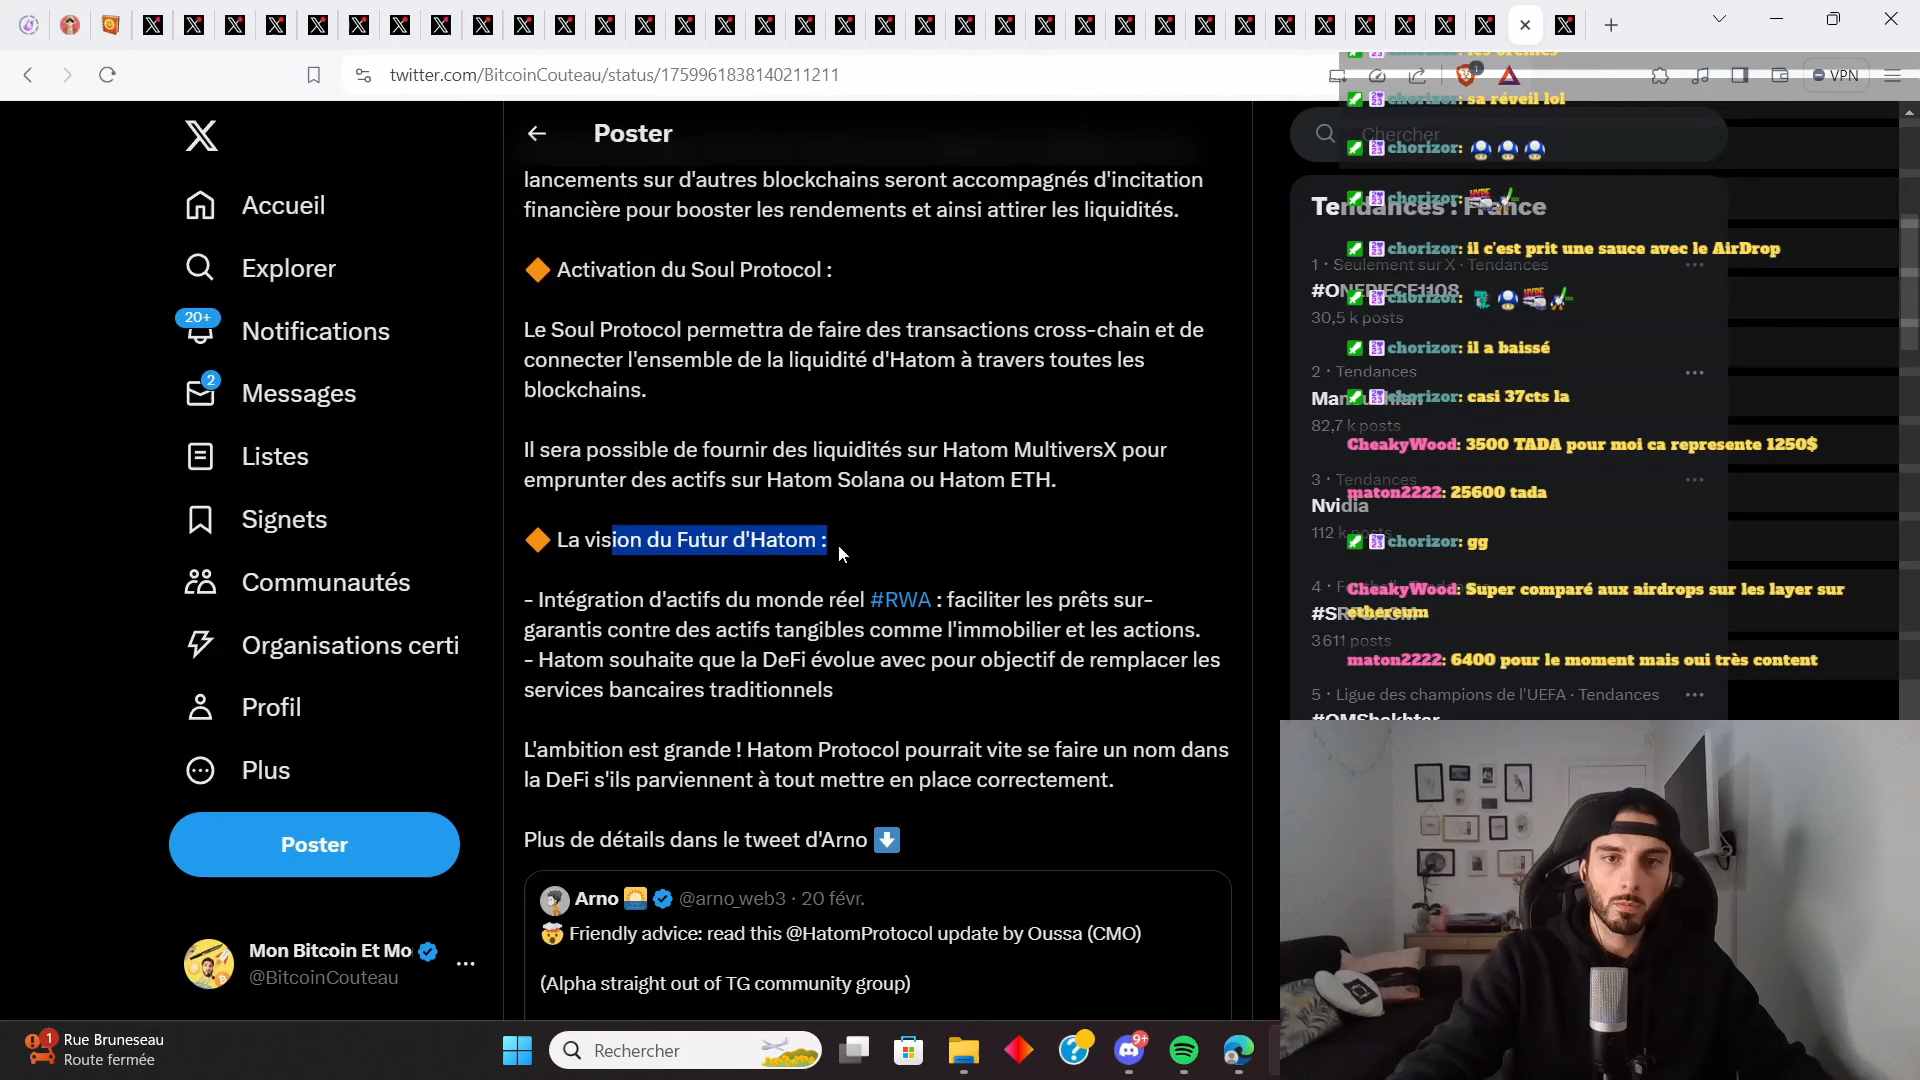 twitter.com/BitcoinCouteau/status/1759961838140211211
1
VPN
Poster
lancements sur d'autres blockchains seront accompagnés d'incitation
financière pour booster les rendements et ainsi attirer les liquidités.
Activation du Soul Protocol :
Le Soul Protocol permettra de faire des transactions cross-chain et de
connecter l'ensemble de la liquidité d'Hatom à travers toutes les
blockchains.
Il sera possible de fournir des liquidités sur Hatom MultiversX pour
emprunter des actifs sur Hatom Solana ou Hatom ETH.
La vision du Futur d'Hatom :
- Intégration d'actifs du monde réel #RWA : faciliter les prêts sur-
garantis contre des actifs tangibles comme l'immobilier et les actions.
- Hatom souhaite que la DeFi évolue avec pour objectif de remplacer les
services bancaires traditionnels
L'ambition est grande ! Hatom Protocol pourrait vite se faire un nom dans
la DeFi s'ils parviennent à tout mettre en place correctement.
Plus de détails dans le tweet d'Arno
Arno @arno_web3 · 20 févr.
Friendly advice: read this @HatomProtocol update by Oussa (CMO)
(Alpha straight out of TG community group)
Accueil
Explorer
20+
Notifications
2
Messages
Listes
Signets
Communautés
Organisations certi
Profil
Plus
Poster
Mon Bitcoin Et Mo
@BitcoinCouteau
Chercher
Tendances : France
1 · Seulement sur X · Tendances
#ONEPIECE1108
30,5 k posts
2 · Tendances
82,7 k posts
3 · Tendances
Nvidia
112 k posts
3 611 posts
5 · Ligue des champions de l'UEFA · Tendances
#OMShakhtar
chorizor: sa réveil lol
chorizor:
chorizor:
chorizor: il c'est prit une sauce avec le AirDrop
chorizor:
chorizor: il a baissé
chorizor: casi 37cts la
CheakyWood: 3500 TADA pour moi ca represente 1250$
maton2222: 25600 tada
chorizor: gg
CheakyWood: Super comparé aux airdrops sur les layer sur
ethereum
maton2222: 6400 pour le moment mais oui très content
1
Rue Bruneseau
Route fermée
Rechercher
9+